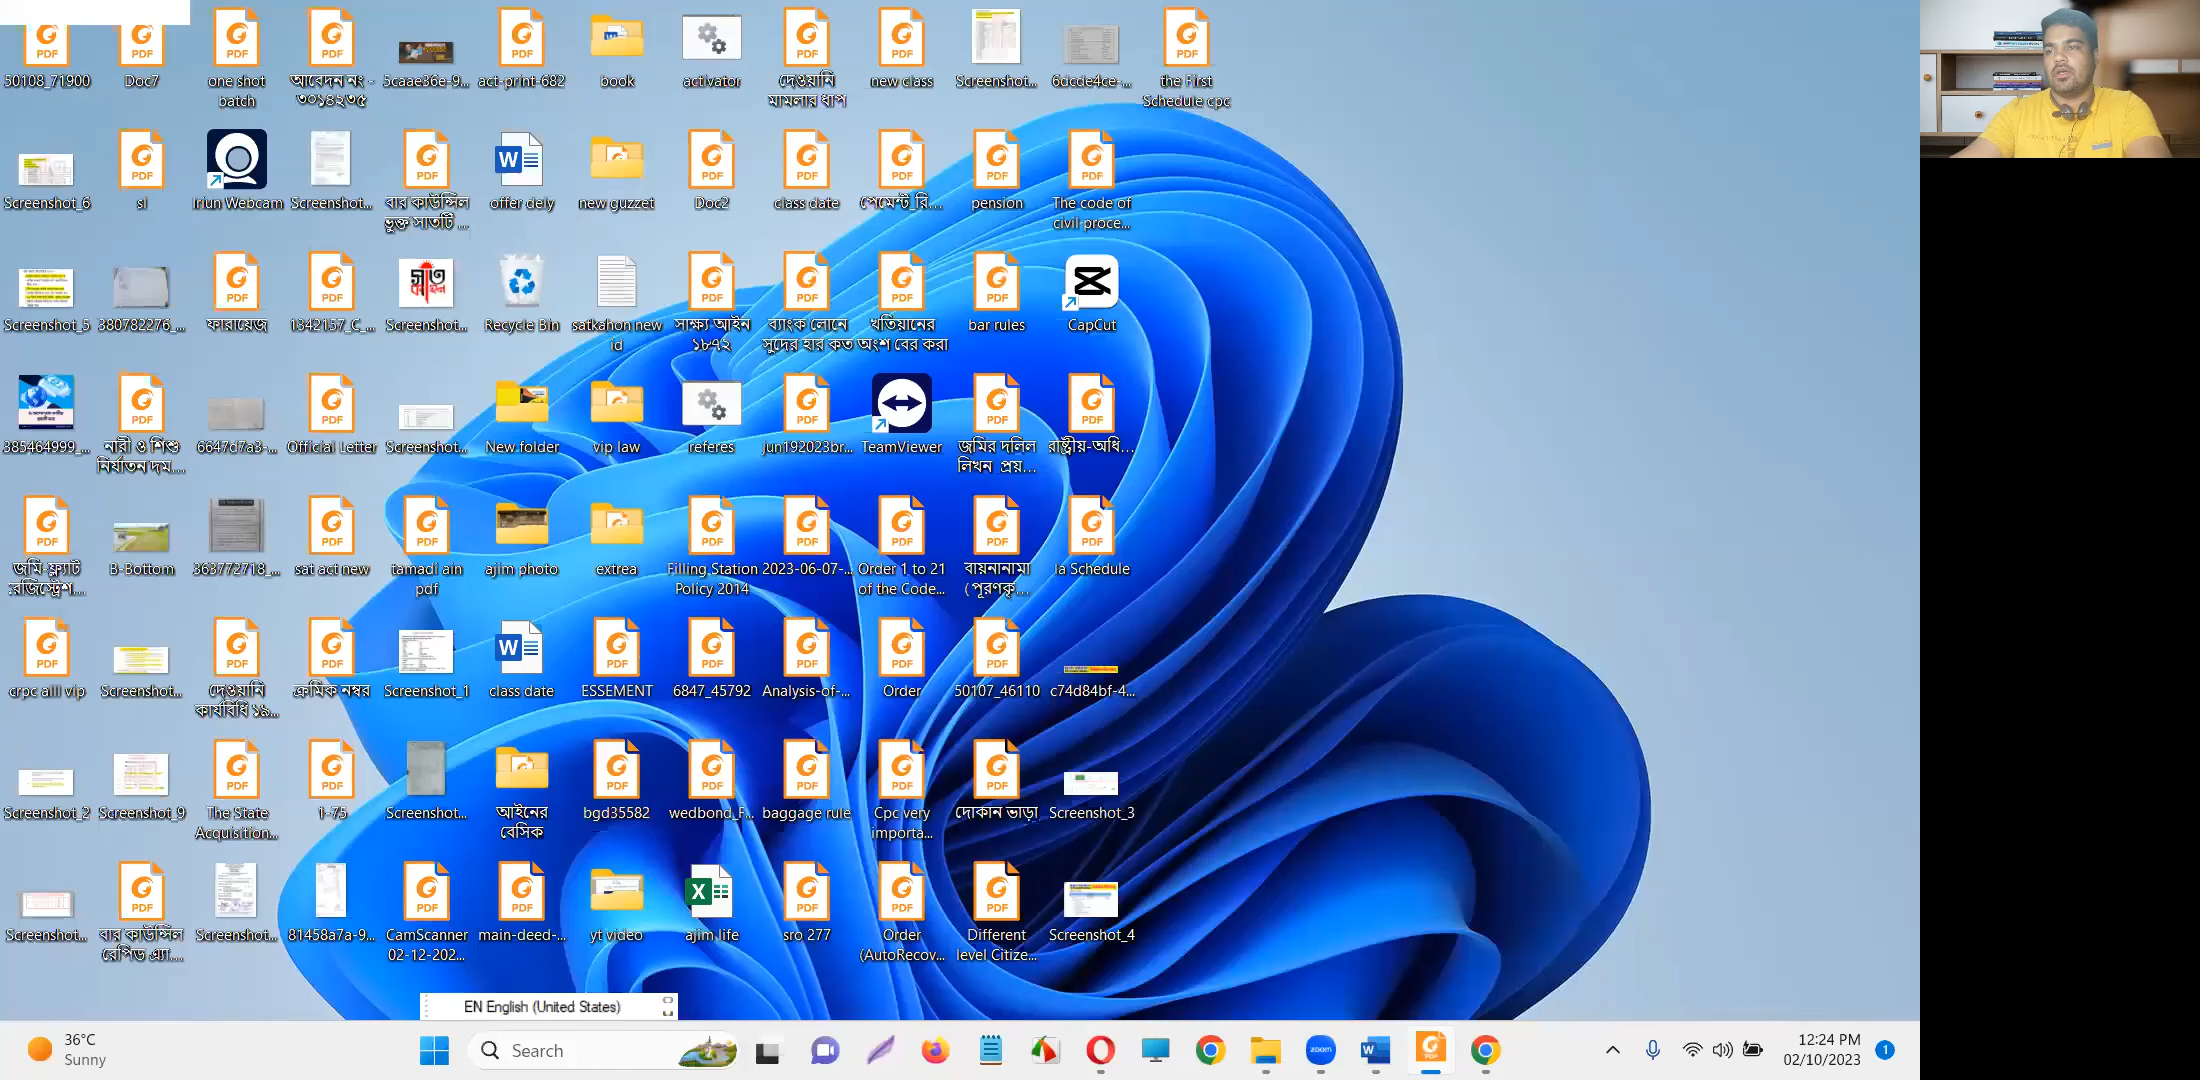 50108_71900
Doc7
one shot
batch
আবেদন নং -
৩০১৪২৩৫
5caae36e-9...
act-print-682
book
activator
দেওয়ানি
মামলার ধাপ
new class
Screenshot...
6dcde4ce-...
the First
Schedule cpc
Screenshot_6
sl
Iriun Webcam
Screenshot...
বার কাউন্সিল
ভুক্ত সাতটি ...
offer dely
new guzzet
Doc2
class date
পেমেন্ট_রি....
pension
The code of
civil proce...
Screenshot_5
380782276_...
ফারায়েজ
1342157_C_...
Screenshot...
Recycle Bin
satkahon new
id
সাক্ষ্য আইন
১৮৭২
ব্যাংক লোনে
সুদের হার কত
খতিয়ানের
অংশ বের করা
bar rules
CapCut
385464999_...
নারী ও শিশু
নির্যাতন দম....
6647d7a3-...
Official Letter
Screenshot...
New folder
vip law
referes
jun192023br...
TeamViewer
জমির দলিল
লিখন প্রয়...
রাষ্ট্রীয়-অধি...
জমি-ফ্ল্যাট
রেজিস্ট্রেশ....
B-Bottom
363772718_...
sat act new
tamadi ain
pdf
ajim photo
extrea
Filling Station
Policy 2014
2023-06-07-...
Order 1 to 21
of the Code...
বায়নানামা
(পূরণকৃ...
la Schedule
crpc alll vip
Screenshot...
দেওয়ানি
কার্যবিধি ১৯...
ক্রমিক নম্বর
Screenshot_1
class date
ESSEMENT
6847_45792
Analysis-of-...
Order
50107_46110
c74d84bf-4...
Screenshot_2
Screenshot_9
The State
Acquisition...
1-75
Screenshot...
আইনের
বেসিক
bgd35582
wedbond_F...
baggage rule
Cpc very
importa...
দোকান ভাড়া
Screenshot_3
Screenshot...
বার কাউন্সিল
রেপিড এ্যা....
Screenshot...
81458a7a-9...
CamScanner
02-12-202...
main-deed-...
yt video
ajim.life
sro 277
Order
(AutoRecov...
Different
level Citize...
Screenshot_4
EN English (United States)
36°C
Sunny
Search
zoom
12:24 PM
02/10/2023
1